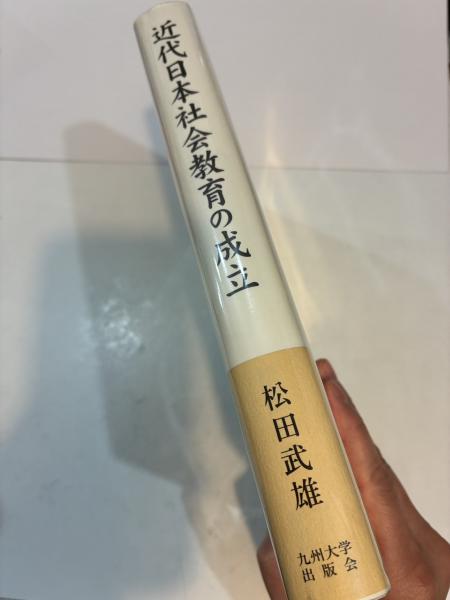 近代日本社会教育の成立
松田武雄
九州大学
出版会